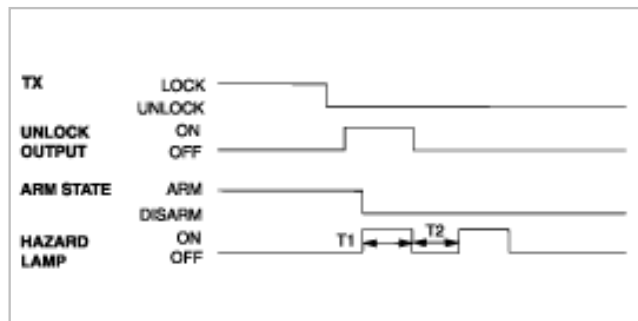 TX LOCK
UNLOCK
UNLOCK ON
OUTPUT OFF
ARM STATE ARM
DISARM
HAZARD ON T1 T2
LAMP OFF